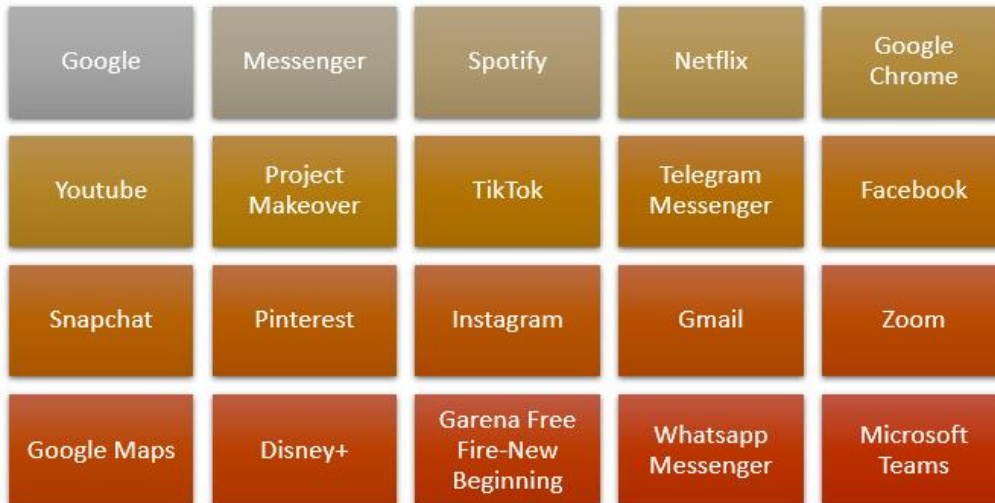 Google
Messenger
Spotify
Netflix
Google
Chrome
Youtube
Project
Makeover
TikTok
Telegram
Messenger
Facebook
Snapchat
Pinterest
Instagram
Gmail
Zoom
Google Maps
Disney+
Garena Free
Fire-New
Beginning
Whatsapp
Messenger
Microsoft
Teams